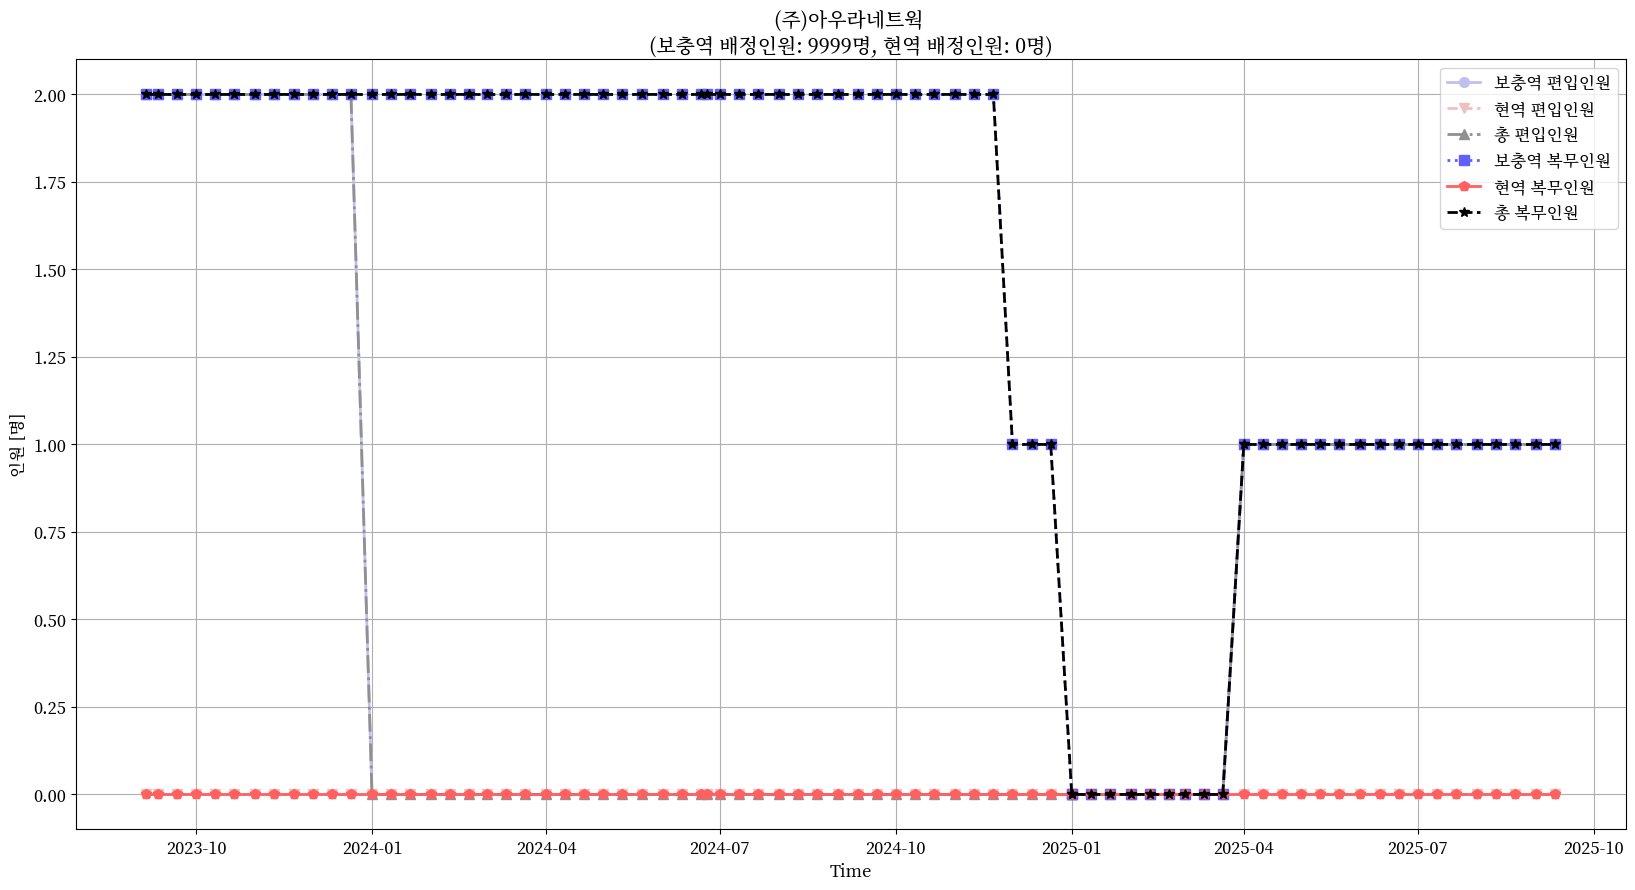 (주)아우라네트웍
(보충역 배정인원: 9999명, 현역 배정인원: 0명)
보충역 편입인원
현역 편입인원
총 편입인원
보충역 복무인원
현역 복무인원
총 복무인원
2.00
1.75
1.50
1.25
1.00
0.75
0.50
0.25
0.00
인원 [명]
2023-10 2024-01 2024-04 2024-07 2024-10 2025-01 2025-04 2025-07 2025-10
Time